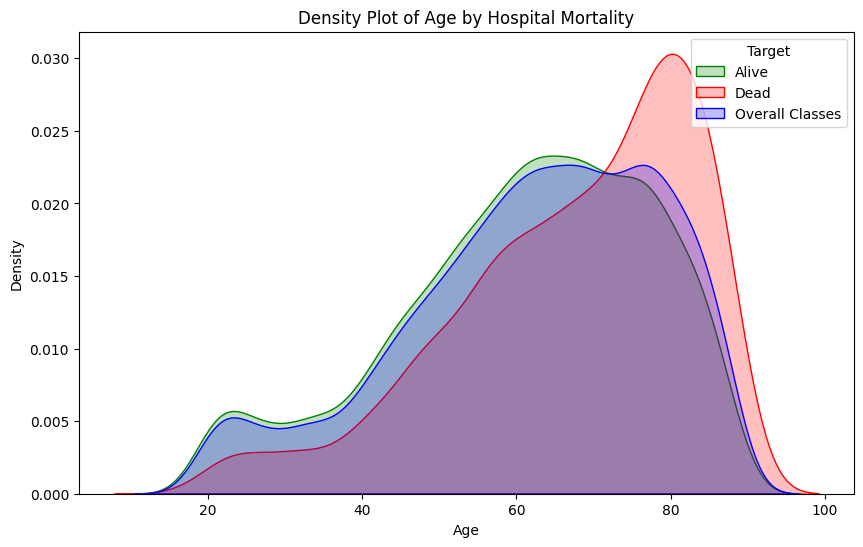 Density Plot of Age by Hospital Mortality
Target
Alive
Dead
Overall Classes
Density
0.030
0.025
0.020
0.015
0.010
0.005
0.000
20
40
60
80
100
Age